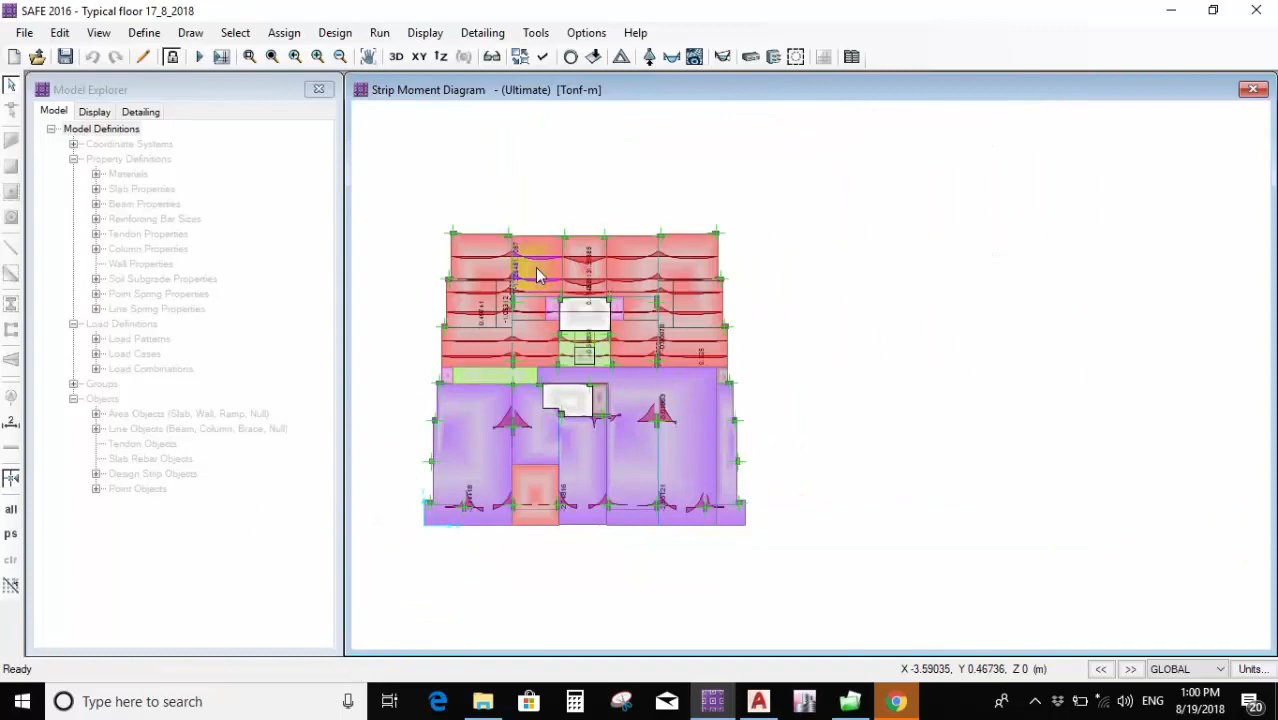 SAFE 2016 - Typical floor 17_8_2018
File Edit View Define Draw Select Assign Design Run Display Detailing Tools Options Help
3D XY
Model Explorer
Model Display Detailing
Model Definitions
Coordinate Systems
Property Definitions
Materials
Slab Properties
Beam Properties
Reinforcing Bar Sizes
Tendon Properties
Column Properties
Wall Properties
Soil Subgrade Properties
Point Spring Properties
Line Spring Properties
Load Definitions
Load Patterns
Load Cases
Load Combinations
Groups
Objects
Area Objects (Slab, Wall, Ramp, Null)
Line Objects (Beam, Column, Brace, Null)
Tendon Objects
Slab Rebar Objects
Design Strip Objects
Point Objects
all
ps
clr
Strip Moment Diagram - (Ultimate) [Tonf-m]
Ready
X -3.59035, Y 0.46736, Z 0 (m)
<< >> GLOBAL Units...
Type here to search
ENG
1:00 PM
8/19/2018
20